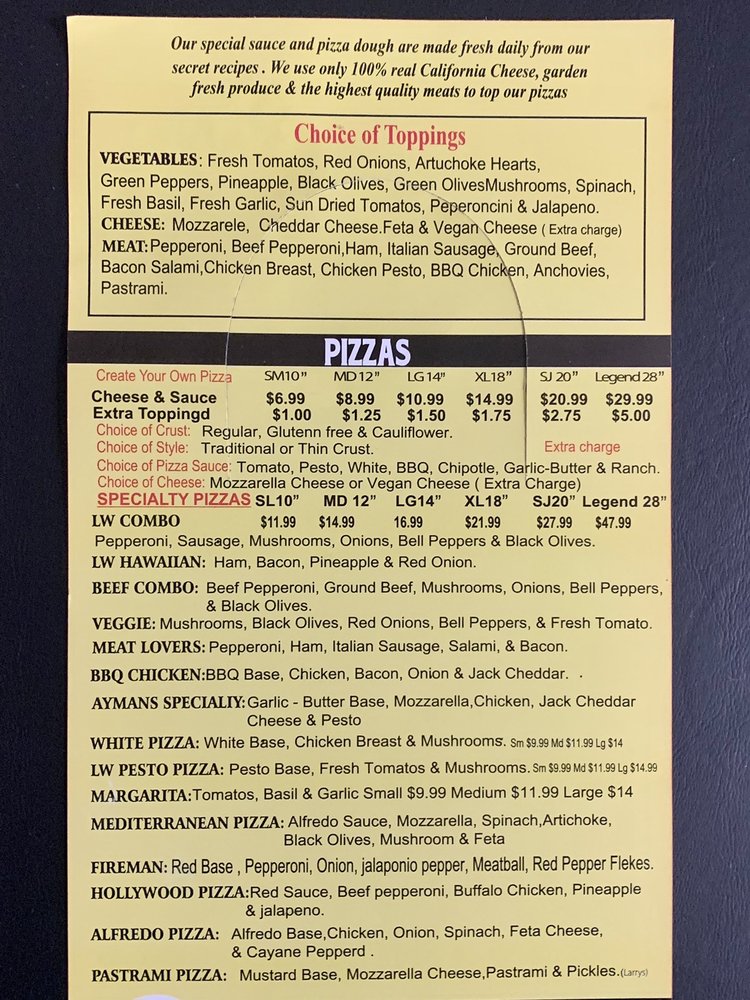 Our special sauce and pizza dough are made fresh daily from our
secret recipes . We use only 100% real California Cheese, garden
fresh produce & the highest quality meats to top our pizzas
Choice of Toppings
VEGETABLES: Fresh Tomatos, Red Onions, Artuchoke Hearts,
Green Peppers, Pineapple, Black Olives, Green OlivesMushrooms, Spinach,
Fresh Basil, Fresh Garlic, Sun Dried Tomatos, Peperoncini & Jalapeno.
CHEESE: Mozzarele, Cheddar Cheese.Feta & Vegan Cheese ( Extra charge)
MEAT:Pepperoni, Beef Pepperoni,Ham, Italian Sausage, Ground Beef,
Bacon Salami,Chicken Breast, Chicken Pesto, BBQ Chicken, Anchovies,
Pastrami.
PIZZAS
Create Your Own Pizza SM10" MD12" LG 14" XL18" SJ 20" Legend28"
Cheese & Sauce $6.99 $8.99 $10.99 $14.99 $20.99 $29.99
Extra Toppingd $1.00 $1.25 $1.50 $1.75 $2.75 $5.00
Choice of Crust: Regular, Glutenn free & Cauliflower.
Choice of Style: Traditional or Thin Crust. Extra charge
Choice of Pizza Sauce: Tomato, Pesto, White, BBQ, Chipotle, Garlic-Butter & Ranch.
Choice of Cheese: Mozzarella Cheese or Vegan Cheese ( Extra Charge)
SPECIALTY PIZZAS SL10" MD 12" LG14" XL18" SJ20" Legend 28"
LW COMBO $11.99 $14.99 16.99 $21.99 $27.99 $47.99
Pepperoni, Sausage, Mushrooms, Onions, Bell Peppers & Black Olives.
LW HAWAIIAN: Ham, Bacon, Pineapple & Red Onion.
BEEF COMBO: Beef Pepperoni, Ground Beef, Mushrooms, Onions, Bell Peppers,
& Black Olives.
VEGGIE: Mushrooms, Black Olives, Red Onions, Bell Peppers, & Fresh Tomato.
MEAT LOVERS: Pepperoni, Ham, Italian Sausage, Salami, & Bacon.
BBQ CHICKEN:BBQ Base, Chicken, Bacon, Onion & Jack Cheddar. .
AYMANS SPECIALIY:Garlic - Butter Base, Mozzarella,Chicken, Jack Cheddar
Cheese & Pesto
WHITE PIZZA: White Base, Chicken Breast & Mushrooms. Sm $9.99 Md $11.99 Lg $14
LW PESTO PIZZA: Pesto Base, Fresh Tomatos & Mushrooms. Sm $9.99 Md $11.99 Lg $14.99
MARGARITA:Tomatos, Basil & Garlic Small $9.99 Medium $11.99 Large $14
MEDITERRANEAN PIZZA: Alfredo Sauce, Mozzarella, Spinach,Artichoke,
Black Olives, Mushroom & Feta
FIREMAN: Red Base , Pepperoni, Onion, jalaponio pepper, Meatball, Red Pepper Flekes.
HOLLYWOOD PIZZA:Red Sauce, Beef pepperoni, Buffalo Chicken, Pineapple
& jalapeno.
ALFREDO PIZZA: Alfredo Base,Chicken, Onion, Spinach, Feta Cheese,
& Cayane Pepperd .
PASTRAMI PIZZA: Mustard Base, Mozzarella Cheese,Pastrami & Pickles.(Larrys)